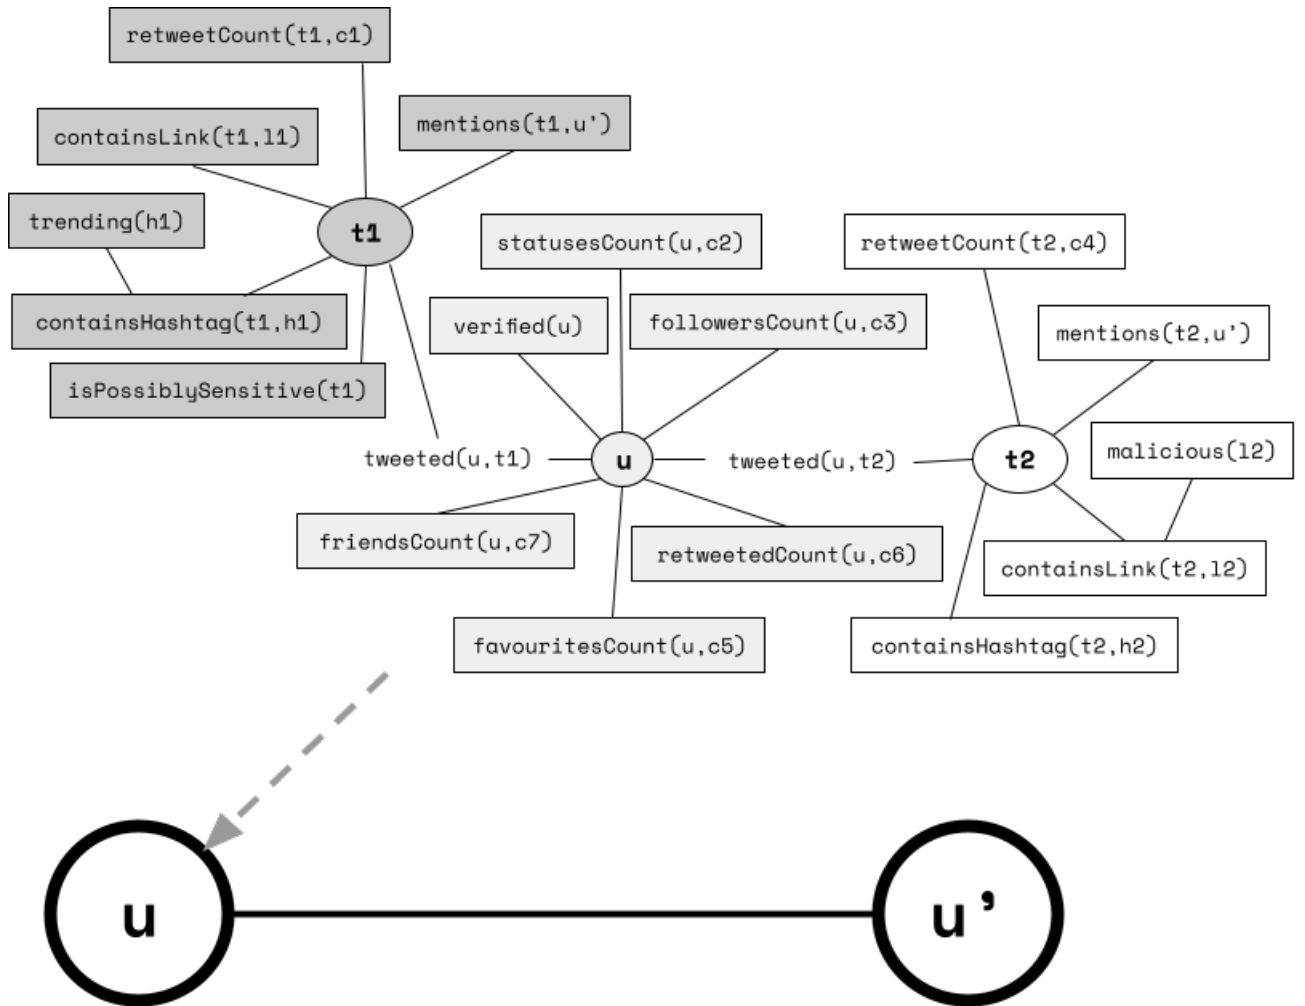 retweetCount(t1,c1)
containsLink(t1,l1)
mentions(t1,u')
trending(h1)
t1
containsHashtag(t1,h1)
isPossiblySensitive(t1)
statusesCount(u,c2)
verified(u)
followersCount(u,c3)
retweetCount(t2,c4)
mentions(t2,u')
tweeted(u,t1)
u
tweeted(u,t2)
t2
malicious(l2)
friendsCount(u,c7)
retweetedCount(u,c6)
containsLink(t2,l2)
favouritesCount(u,c5)
containsHashtag(t2,h2)
u
u'